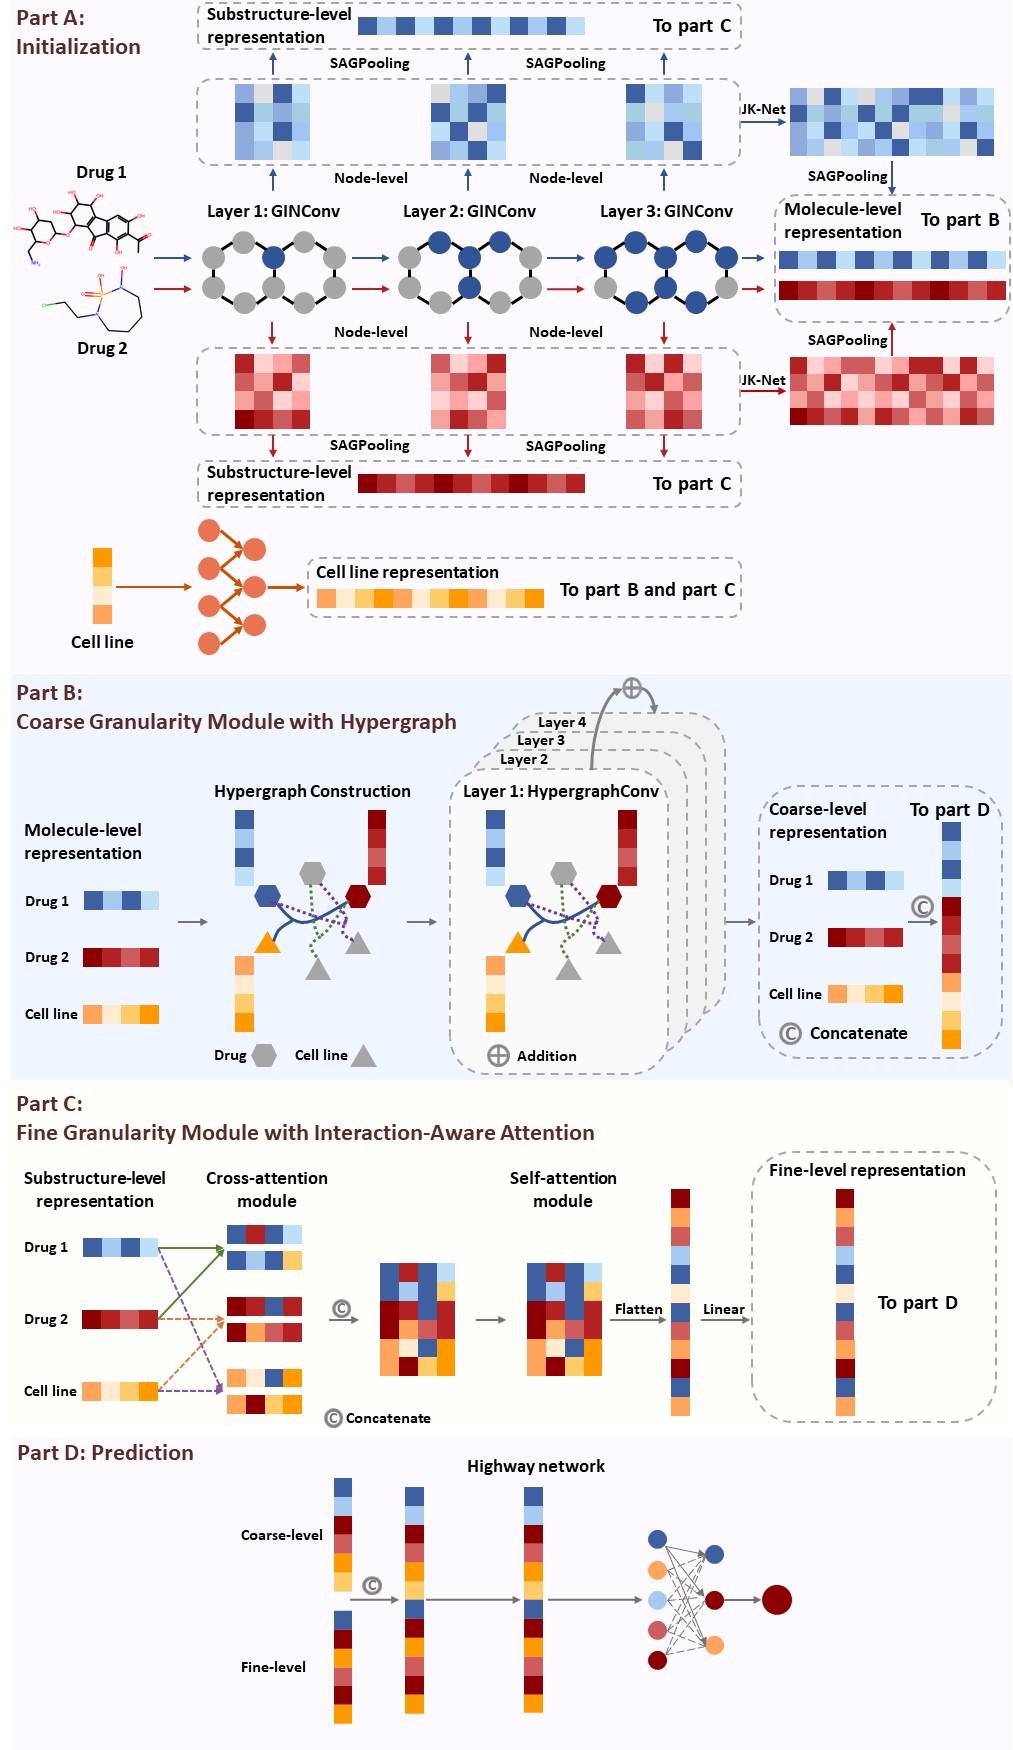 Part A:
Initialization
Substructure-level
representation
To part C
SAGPooling
SAGPooling
JK-Net
Drug 1
Node-level
Node-level
SAGPooling
Layer 1: GINConv
Layer 2: GINConv
Layer 3: GINConv
Molecule-level
representation
To part B
Drug 2
Node-level
Node-level
SAGPooling
JK-Net
SAGPooling
SAGPooling
Substructure-level
representation
To part C
Cell line representation
To part B and part C
Cell line
Part B:
Coarse Granularity Module with Hypergraph
Layer 4
Layer 3
Layer 2
Hypergraph Construction
Layer 1: HypergraphConv
Coarse-level
representation
To part D
Molecule-level
representation
Drug 1
Drug 2
Cell line
Drug 1
C
Drug 2
Cell line
C Concatenate
Drug
Cell line
Addition
Part C:
Fine Granularity Module with Interaction-Aware Attention
Substructure-level
representation
Cross-attention
module
Self-attention
module
Fine-level representation
Drug 1
Drug 2
Cell line
C
Flatten
Linear
To part D
C Concatenate
Part D: Prediction
Highway network
Coarse-level
C
Fine-level